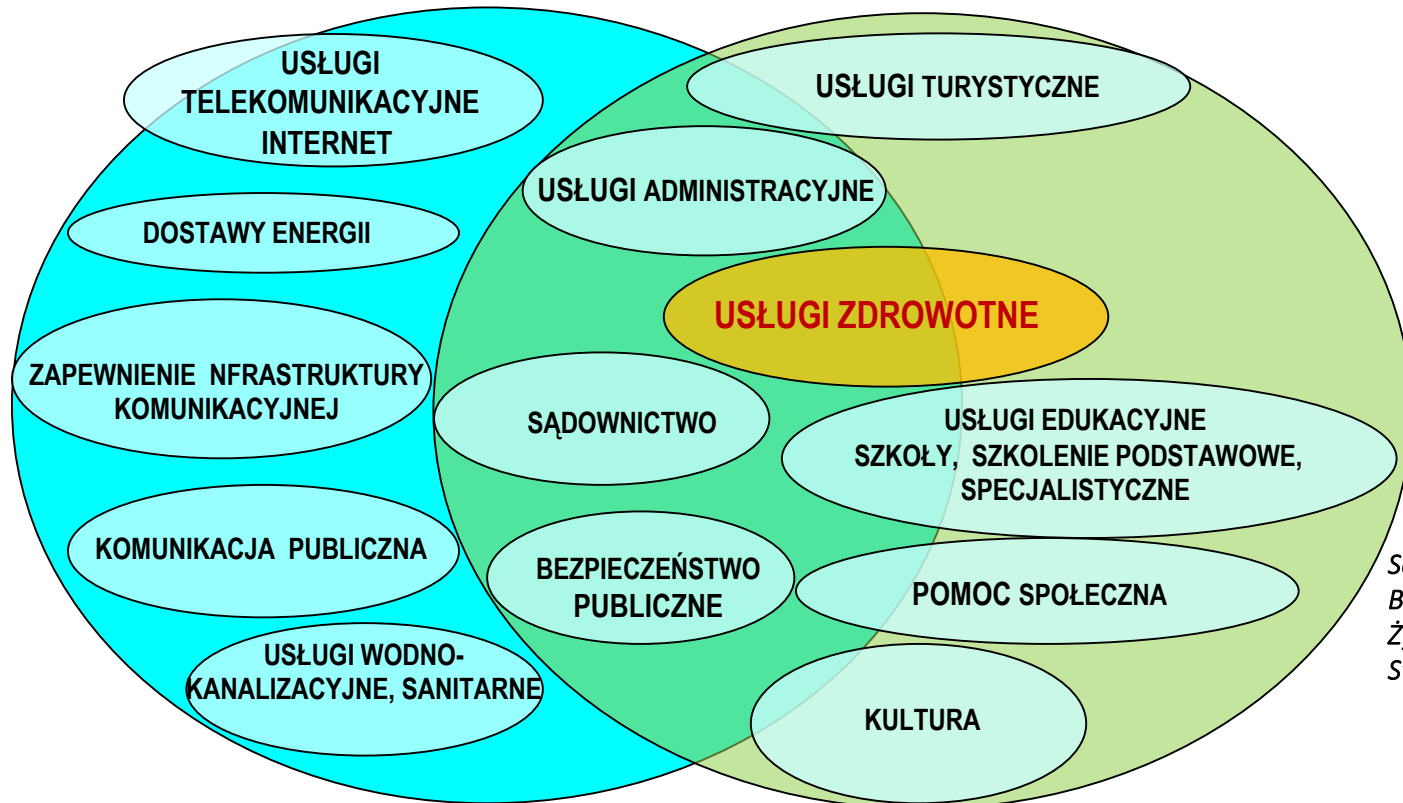 USŁUGI
TELEKOMUNIKACYJNE
INTERNET
USŁUGI TURYSTYCZNE
USŁUGI ADMINISTRACYJNE
DOSTAWY ENERGII
USŁUGI ZDROWOTNE
ZAPEWNIENIE NFRASTRUKTURY
KOMUNIKACYJNEJ
SĄDOWNICTWO
USŁUGI EDUKACYJNE
SZKOŁY, SZKOLENIE PODSTAWOWE,
SPECJALISTYCZNE
KOMUNIKACJA PUBLICZNA
BEZPIECZEŃSTWO
PUBLICZNE
POMOC SPOŁECZNA
USŁUGI WODNO-
KANALIZACYJNE, SANITARNE
KULTURA